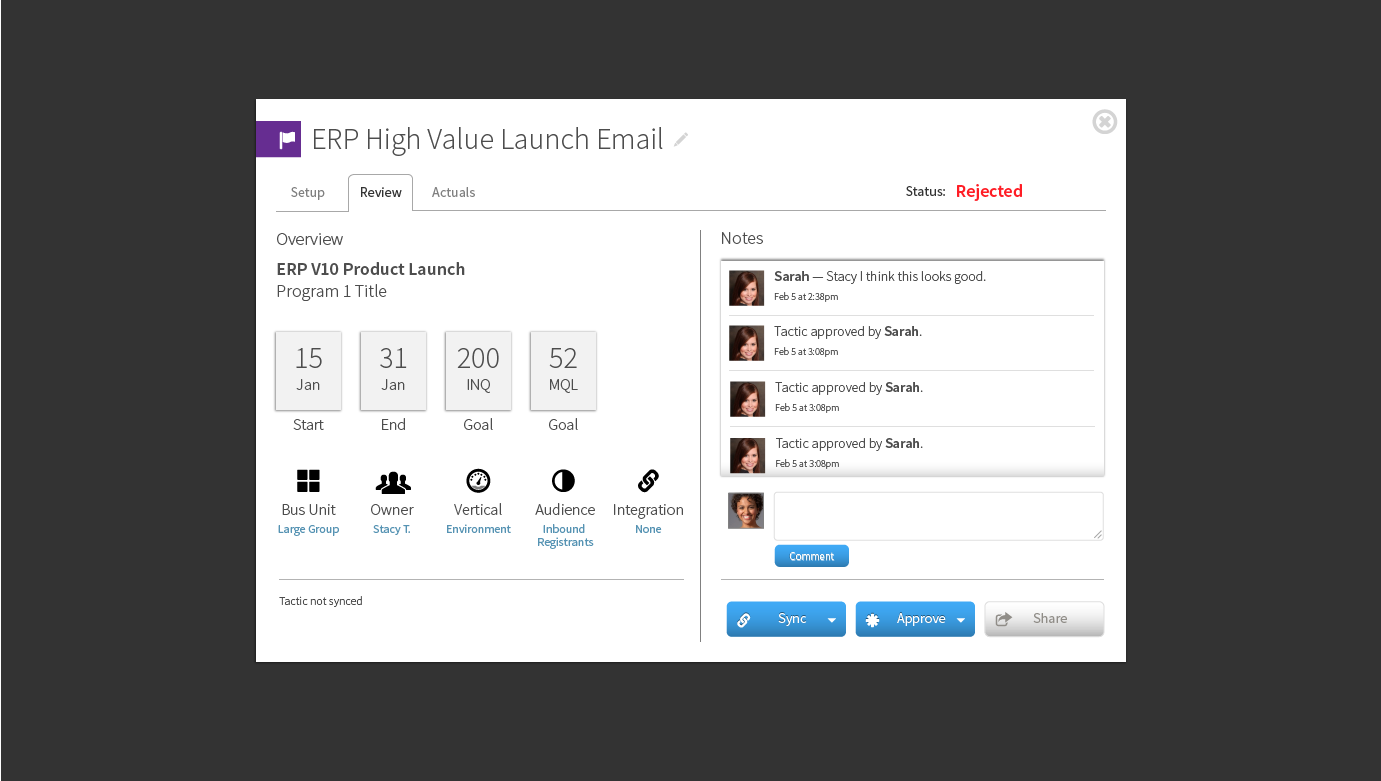 ERP High Value Launch Email
Setup
Review
Actuals
Status: Rejected
Overview
ERP V10 Product Launch
Program 1 Title
15
Jan
Start
31
Jan
End
200
INQ
Goal
52
MQL
Goal
Bus Unit
Large Group
Owner
Stacy T.
Vertical
Environment
Audience
Inbound
Registrants
Integration
None
Tactic not synced
Notes
Sarah — Stacy I think this looks good.
Feb 5 at 2:38pm
Tactic approved by Sarah.
Feb 5 at 3:08pm
Tactic approved by Sarah.
Feb 5 at 3:08pm
Tactic approved by Sarah.
Feb 5 at 3:08pm
Comment
Sync
Approve
Share